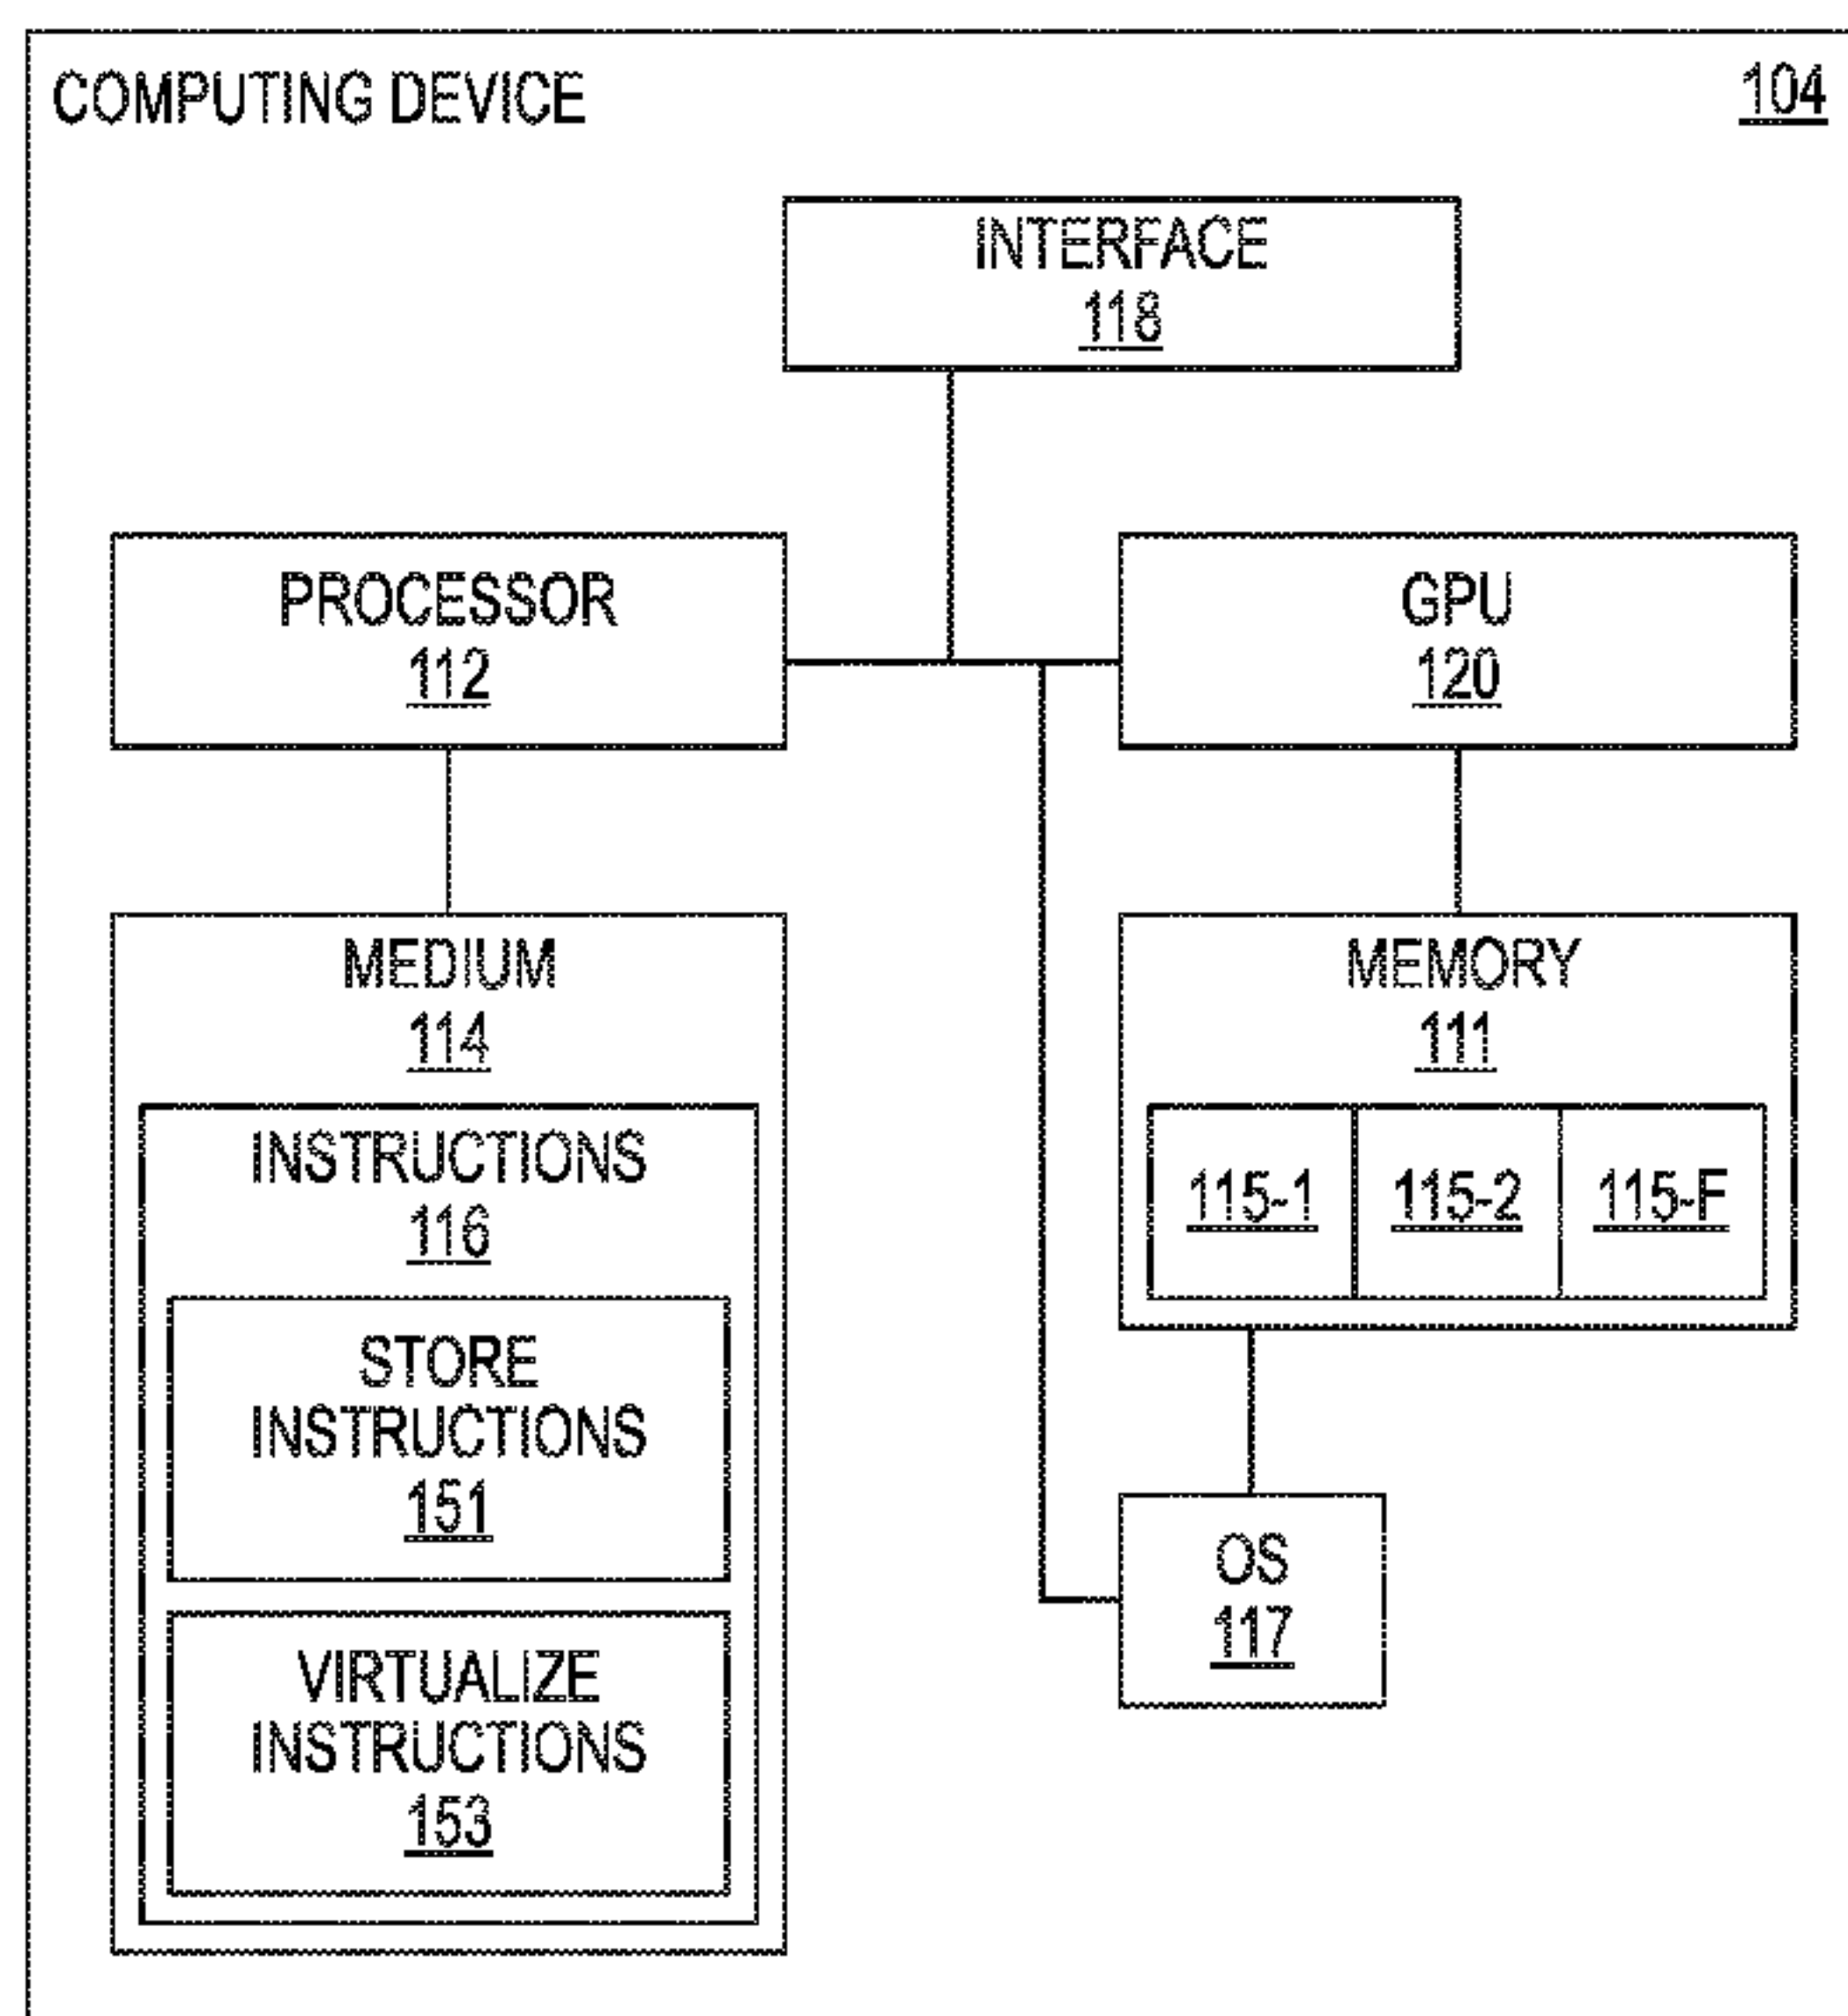 COMPUTING DEVICE 104
INTERFACE
118
PROCESSOR
112
GPU
120
MEDIUM
114
INSTRUCTIONS
116
STORE
INSTRUCTIONS
151
VIRTUALIZE
INSTRUCTIONS
153
MEMORY
111
115-1 115-2 115-F
OS
117